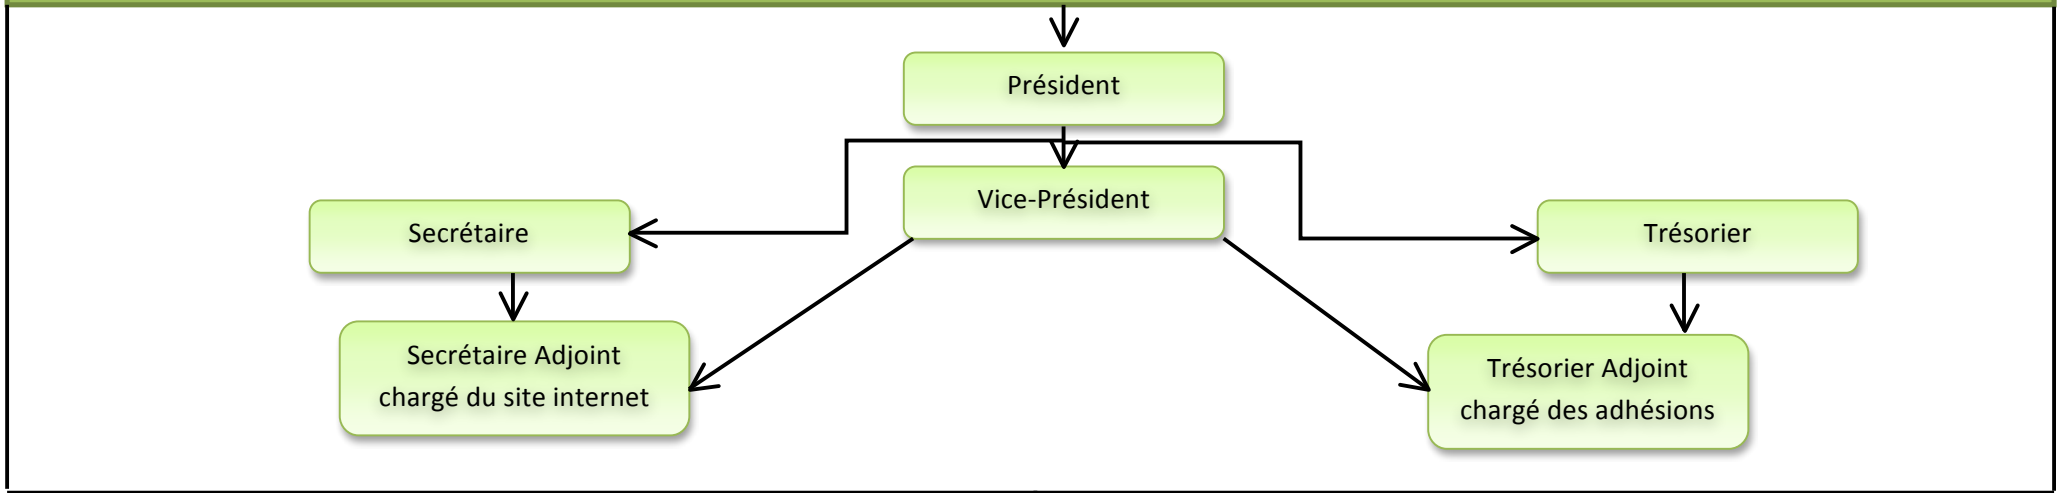 Président
Vice-Président
Secrétaire
Trésorier
Secrétaire Adjoint
chargé du site internet
Trésorier Adjoint
chargé des adhésions